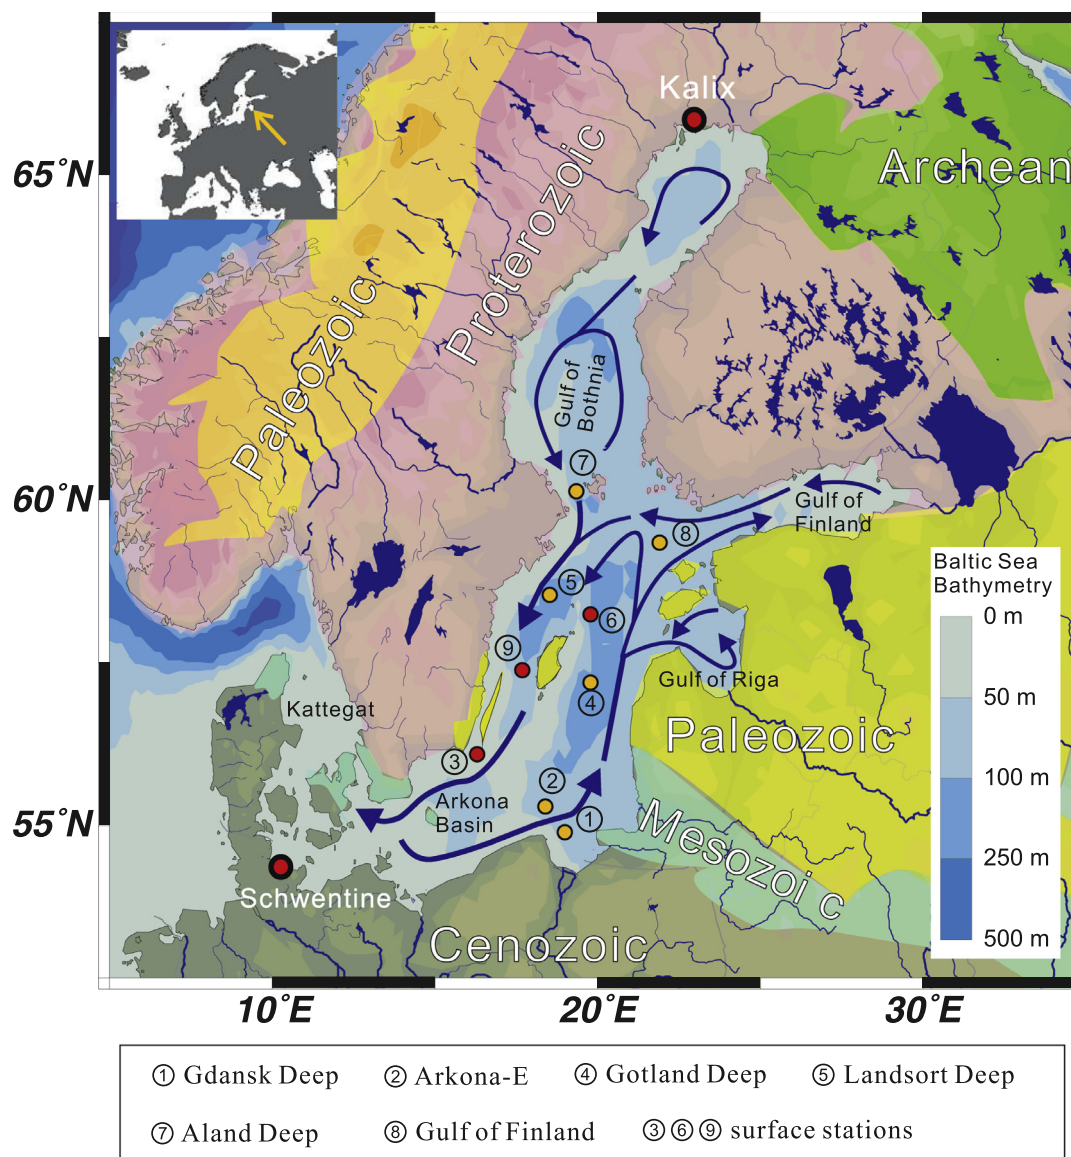 Kalix
65°N
Archean
Proterozoic
Paleozoic
Gulf of
Bothnia
⑦
60°N
Gulf of
Finland
⑧
Baltic Sea
Bathymetry
0 m
50 m
100 m
250 m
500 m
⑤
⑥
⑨
Gulf of Riga
④
Kattegat
Paleozoic
③
②
Arkona
Basin
①
55°N
Mesozoi c
Schwentine
Cenozoic
10°E
20°E
30°E
① Gdansk Deep ② Arkona-E ④ Gotland Deep ⑤ Landsort Deep
⑦ Aland Deep ⑧ Gulf of Finland ③⑥⑨ surface stations